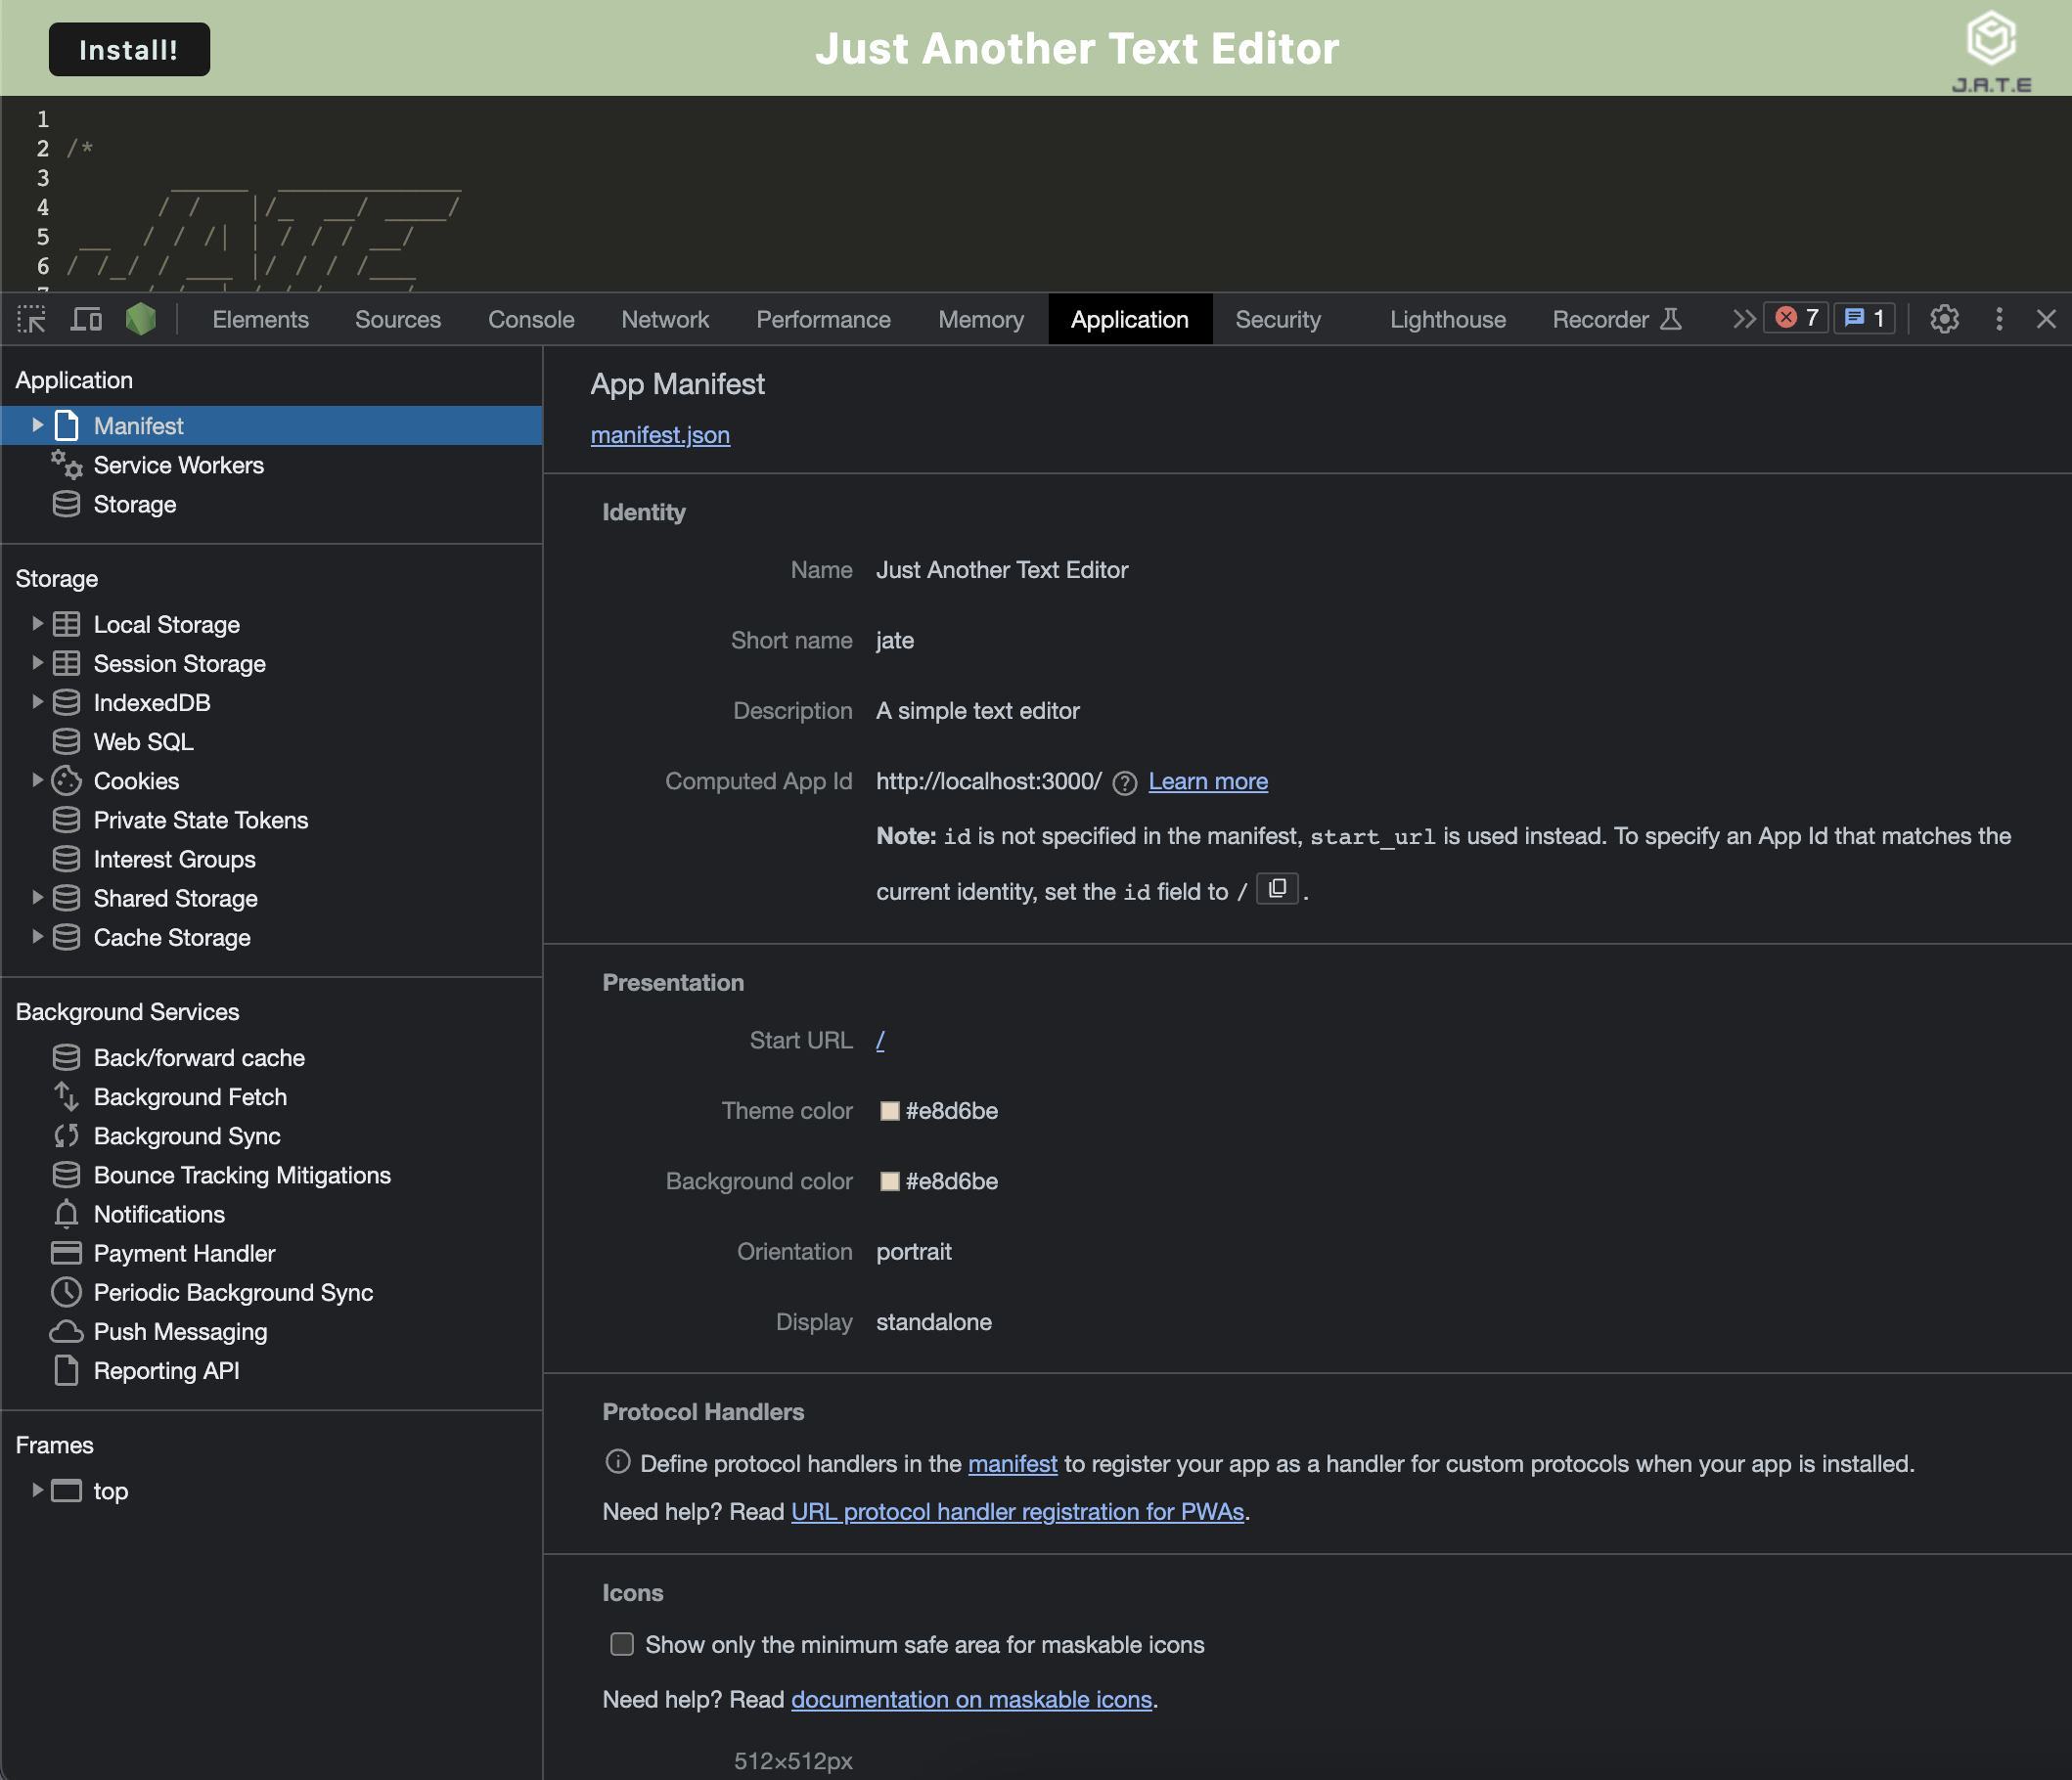 Install!
Just Another Text Editor
J.A.T.E
1
2 /*
3
4
5
6
Elements Sources Console Network Performance Memory Application Security Lighthouse Recorder 7 1
Application
Manifest
Service Workers
Storage
Storage
Local Storage
Session Storage
IndexedDB
Web SQL
Cookies
Private State Tokens
Interest Groups
Shared Storage
Cache Storage
Background Services
Back/forward cache
Background Fetch
Background Sync
Bounce Tracking Mitigations
Notifications
Payment Handler
Periodic Background Sync
Push Messaging
Reporting API
Frames
top
App Manifest
manifest.json
Identity
Name Just Another Text Editor
Short name jate
Description A simple text editor
Computed App Id http://localhost:3000/ Learn more
Note: id is not specified in the manifest, start_url is used instead. To specify an App Id that matches the
current identity, set the id field to / .
Presentation
Start URL /
Theme color #e8d6be
Background color #e8d6be
Orientation portrait
Display standalone
Protocol Handlers
Define protocol handlers in the manifest to register your app as a handler for custom protocols when your app is installed.
Need help? Read URL protocol handler registration for PWAs.
Icons
Show only the minimum safe area for maskable icons
Need help? Read documentation on maskable icons.
512×512px